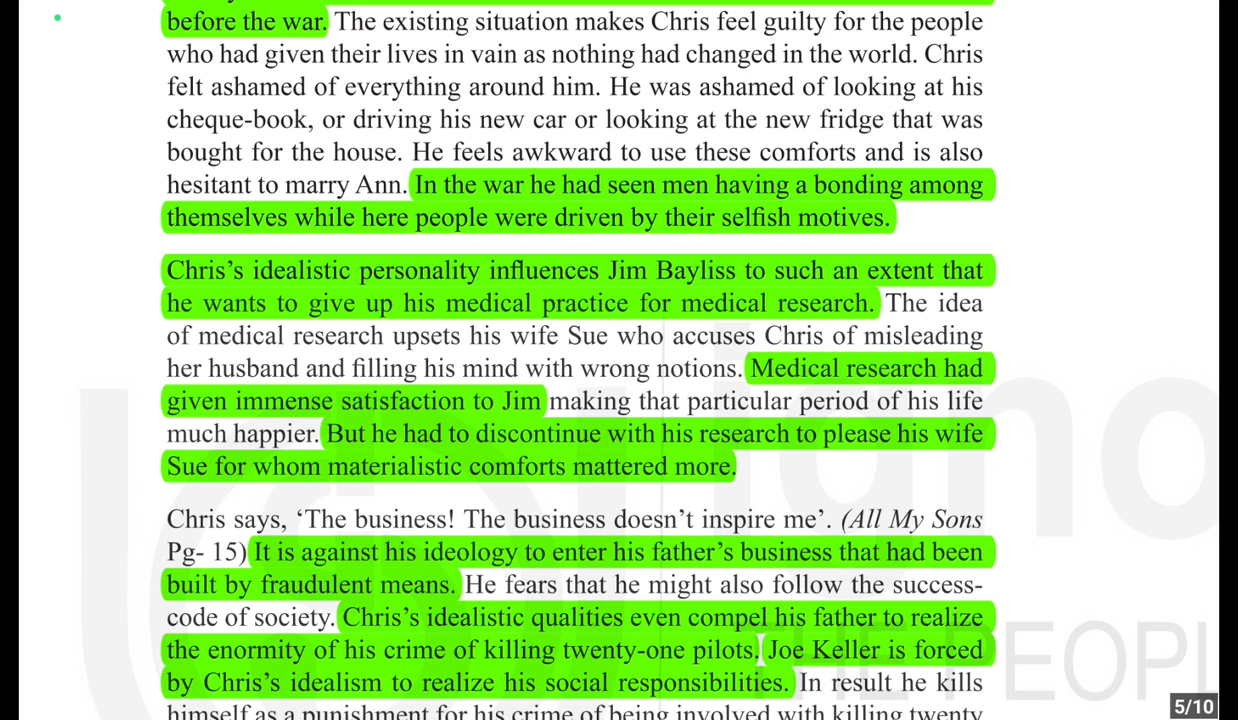 before the war. The existing situation makes Chris feel guilty for the people
who had given their lives in vain as nothing had changed in the world. Chris
felt ashamed of everything around him. He was ashamed of looking at his
cheque-book, or driving his new car or looking at the new fridge that was
bought for the house. He feels awkward to use these comforts and is also
hesitant to marry Ann. In the war he had seen men having a bonding among
themselves while here people were driven by their selfish motives.
Chris’s idealistic personality influences Jim Bayliss to such an extent that
he wants to give up his medical practice for medical research. The idea
of medical research upsets his wife Sue who accuses Chris of misleading
her husband and filling his mind with wrong notions. Medical research had
given immense satisfaction to Jim making that particular period of his life
much happier. But he had to discontinue with his research to please his wife
Sue for whom materialistic comforts mattered more.
Chris says, ‘The business! The business doesn’t inspire me’. (All My Sons
Pg- 15) It is against his ideology to enter his father’s business that had been
built by fraudulent means. He fears that he might also follow the success-
code of society. Chris’s idealistic qualities even compel his father to realize
the enormity of his crime of killing twenty-one pilots. Joe Keller is forced
by Chris’s idealism to realize his social responsibilities. In result he kills
himself as a punishment for his crime of being involved with killing twenty
5/10